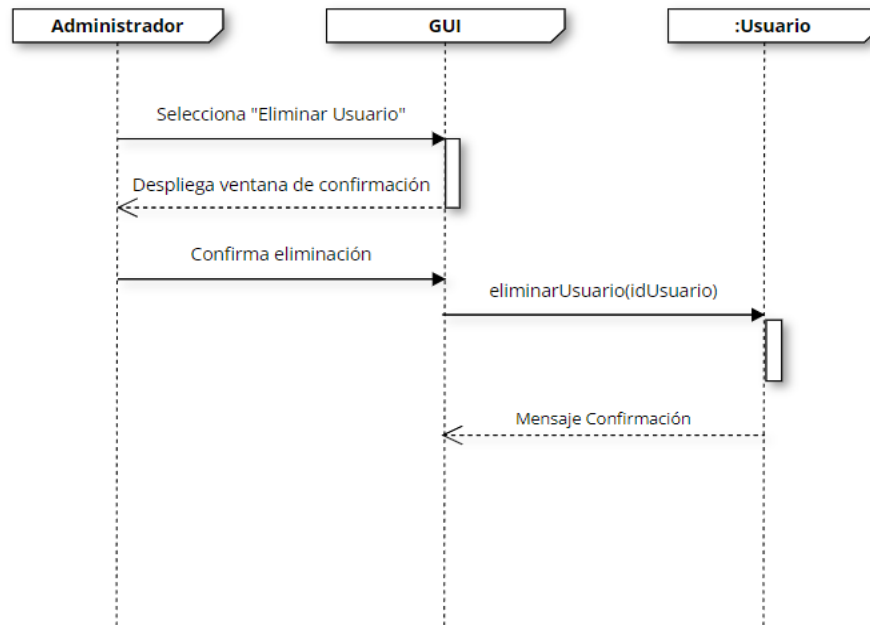 Administrador
GUI
:Usuario
Selecciona "Eliminar Usuario"
Despliega ventana de confirmación
Confirma eliminación
eliminarUsuario(idUsuario)
Mensaje Confirmación